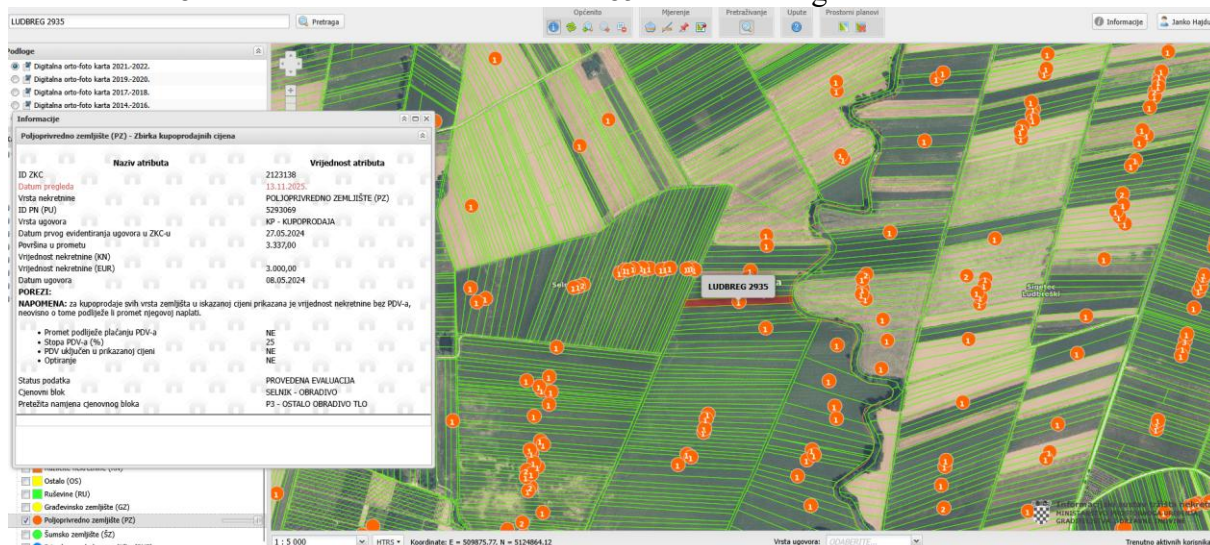 LUDBREG 2935
Pretraga
Općenito
Mjerenje
Pretraživanje
Upute
Prostorni planovi
Informacije
Janko Hajdu
Podloge
Digitalna orto-foto karta 2021.-2022.
Digitalna orto-foto karta 2019.-2020.
Digitalna orto-foto karta 2017.-2018.
Digitalna orto-foto karta 2014.-2016.
Informacije
Poljoprivredno zemljište (PZ) - Zbirka kupoprodajnih cijena
Naziv atributa Vrijednost atributa
ID ZKC 2123138
Datum pregleda 13.11.2025.
Vrsta nekretnine POLJOPRIVREDNO ZEMLJIŠTE (PZ)
ID PN (PU) 5293069
Vrsta ugovora KP - KUPOPRODAJA
Datum prvog evidentiranja ugovora u ZKC-u 27.05.2024
Površina u prometu 3.337,00
Vrijednost nekretnine (KN)
Vrijednost nekretnine (EUR) 3.000,00
Datum ugovora 08.05.2024
POREZI:
NAPOMENA: za kupoprodaje svih vrsta zemljišta u iskazanoj cijeni prikazana je vrijednost nekretnine bez PDV-a,
neovisno o tome podliježe li promet njegovoj naplati.
• Promet podliježe plaćanju PDV-a NE
• Stopa PDV-a (%) 25
• PDV uključen u prikazanoj cijeni NE
• Optiranje NE
Status podatka PROVEDENA EVALUACIJA
Cjenovni blok SELNIK - OBRADIVO
Pretežita namjena cjenovnog bloka P3 - OSTALO OBRADIVO TLO
Ostalo (OS)
Ruševine (RU)
Građevinsko zemljište (GZ)
Poljoprivredno zemljište (PZ)
Šumsko zemljište (ŠZ)
LUDBREG 2935
Sigetec
Ludbreški
1 : 5 000
HTRS
Koordinate: E = 509875.77, N = 5124864.12
Vrsta ugovora:
ODABERITE...
Trenutno aktivnih korisnika